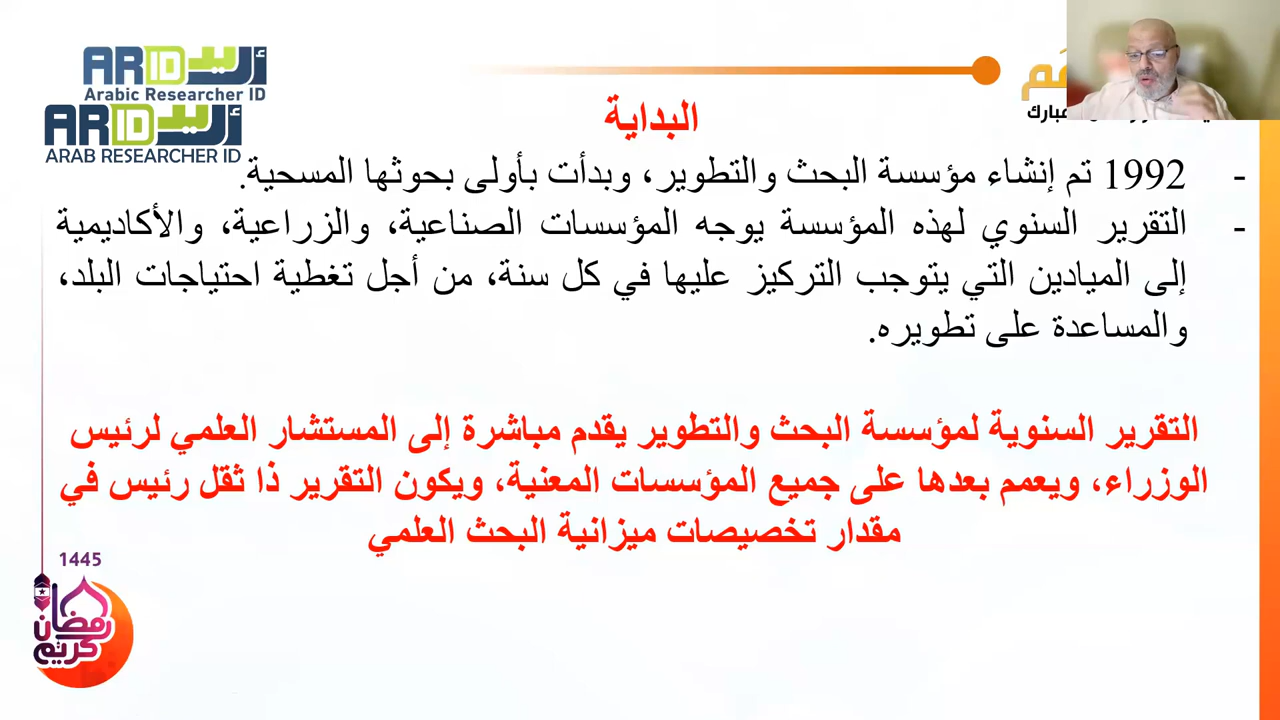 ARID أريد
Arabic Researcher ID
ARID أريد
ARAB RESEARCHER ID
البداية
- 1992 تم إنشاء مؤسسة البحث والتطوير، وبدأت بأولى بحوثها المسحية.
- التقرير السنوي لهذه المؤسسة يوجه المؤسسات الصناعية، والزراعية، والأكاديمية
إلى الميادين التي يتوجب التركيز عليها في كل سنة، من أجل تغطية احتياجات البلد،
والمساعدة على تطويره.
التقرير السنوية لمؤسسة البحث والتطوير يقدم مباشرة إلى المستشار العلمي لرئيس
الوزراء، ويعمم بعدها على جميع المؤسسات المعنية، ويكون التقرير ذا ثقل رئيس في
مقدار تخصيصات ميزانية البحث العلمي
1445
رمضان
كريم